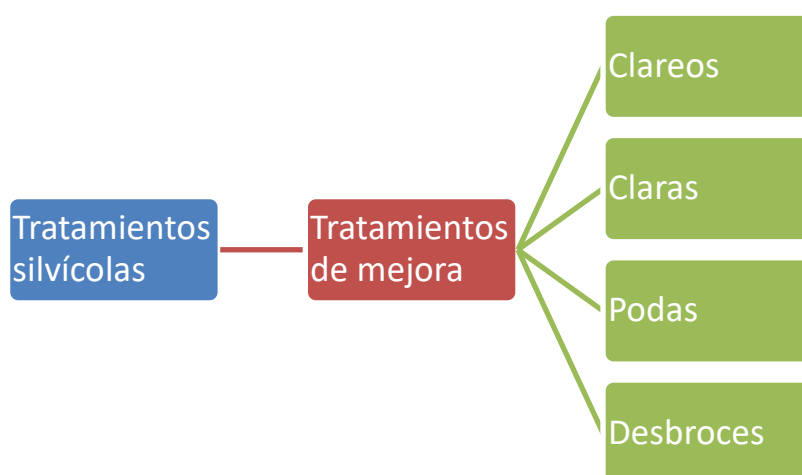 Tratamientos
silvícolas
Tratamientos
de mejora
Clareos
Claras
Podas
Desbroces